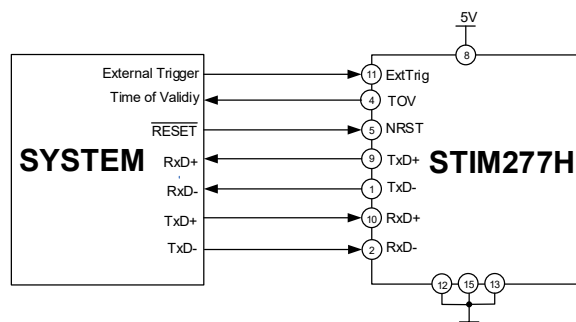 5V
8
External Trigger
11
ExtTrig
Time of Validiy
4
TOV
RESET
5
NRST
SYSTEM
STIM277H
RxD+
9
TxD+
RxD-
1
TxD-
TxD+
10
RxD+
TxD-
2
RxD-
12
15
13